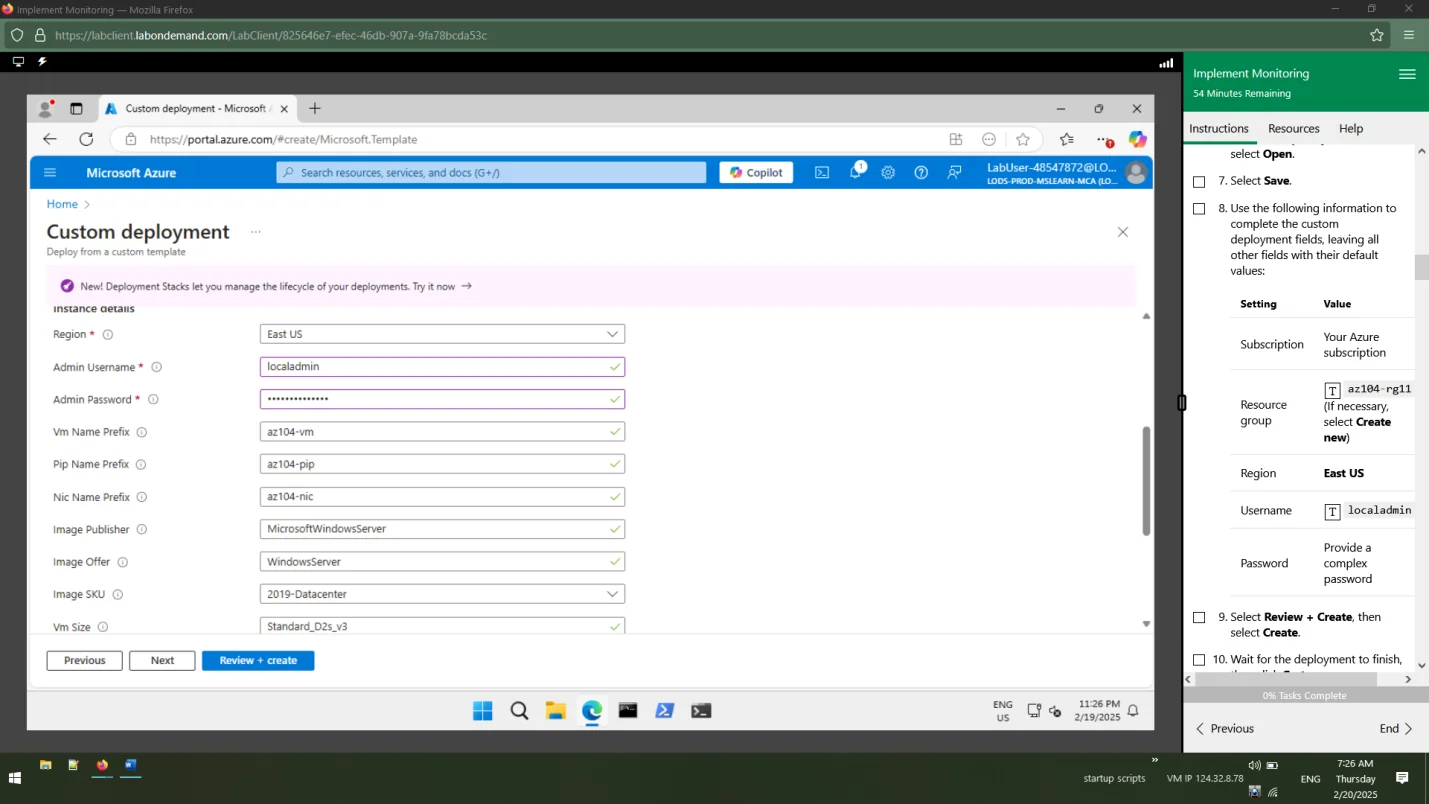 Implement Monitoring — Mozilla Firefox
https://labclient.labondemand.com/LabClient/825646e7-efec-46db-907a-9fa78bcda53c
Custom deployment - Microsoft A
https://portal.azure.com/#create/Microsoft.Template
Microsoft Azure
Search resources, services, and docs (G+/)
Copilot
1
LabUser-48547872@LO...
LODS-PROD-MSLEARN-MCA (LO...
Home
Custom deployment
Deploy from a custom template
New! Deployment Stacks let you manage the lifecycle of your deployments. Try it now →
Instance details
Region *
East US
Admin Username *
localadmin
Admin Password *
••••••••••••••
Vm Name Prefix
az104-vm
Pip Name Prefix
az104-pip
Nic Name Prefix
az104-nic
Image Publisher
MicrosoftWindowsServer
Image Offer
WindowsServer
Image SKU
2019-Datacenter
Vm Size
Standard_D2s_v3
Previous
Next
Review + create
ENG
US
11:26 PM
2/19/2025
Implement Monitoring
54 Minutes Remaining
Instructions
Resources
Help
select Open.
7. Select Save.
8. Use the following information to
complete the custom
deployment fields, leaving all
other fields with their default
values:
Setting
Value
Subscription
Your Azure
subscription
Resource
group
T az104-rg11
(If necessary,
select Create
new)
Region
East US
Username
T localadmin
Password
Provide a
complex
password
9. Select Review + Create, then
select Create.
10. Wait for the deployment to finish,
0% Tasks Complete
Previous
End
startup scripts
VM IP 124.32.8.78
ENG
7:26 AM
Thursday
2/20/2025